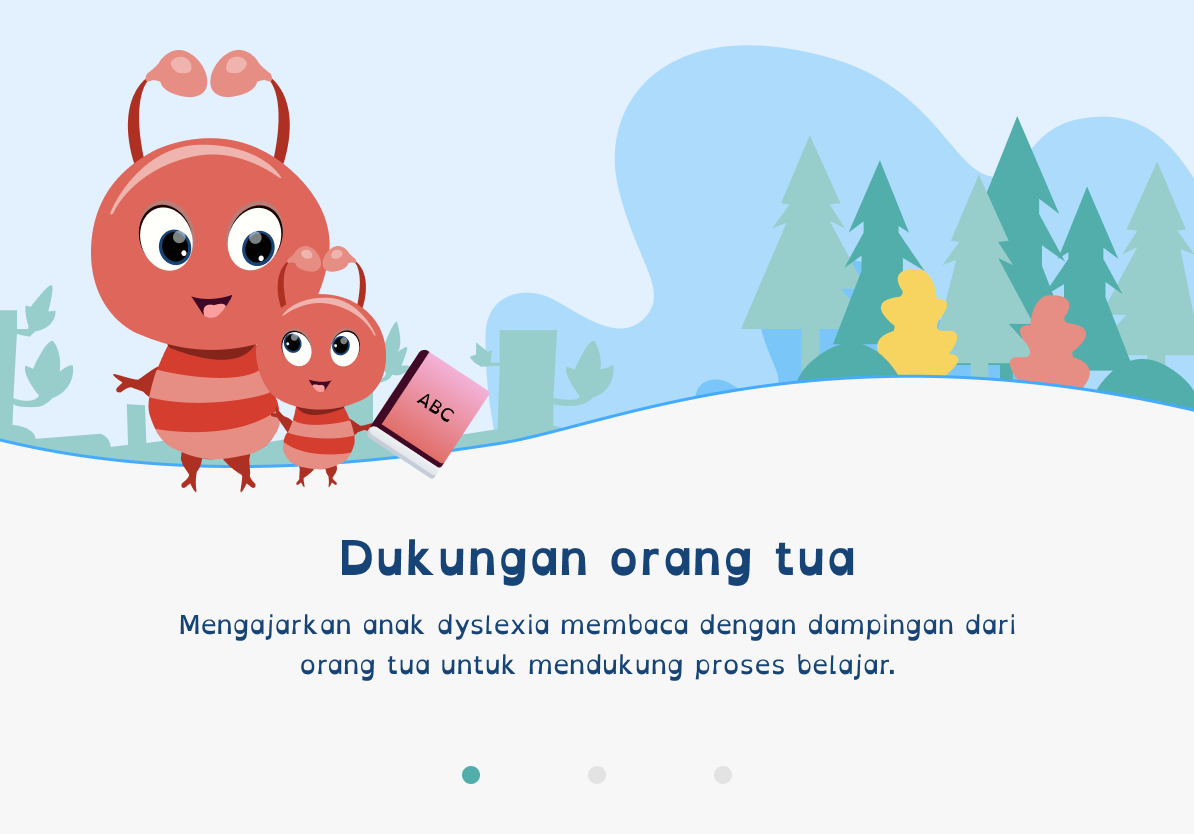 ABC
Dukungan orang tua
Mengajarkan anak dyslexia membaca dengan dampingan dari
orang tua untuk mendukung proses belajar.